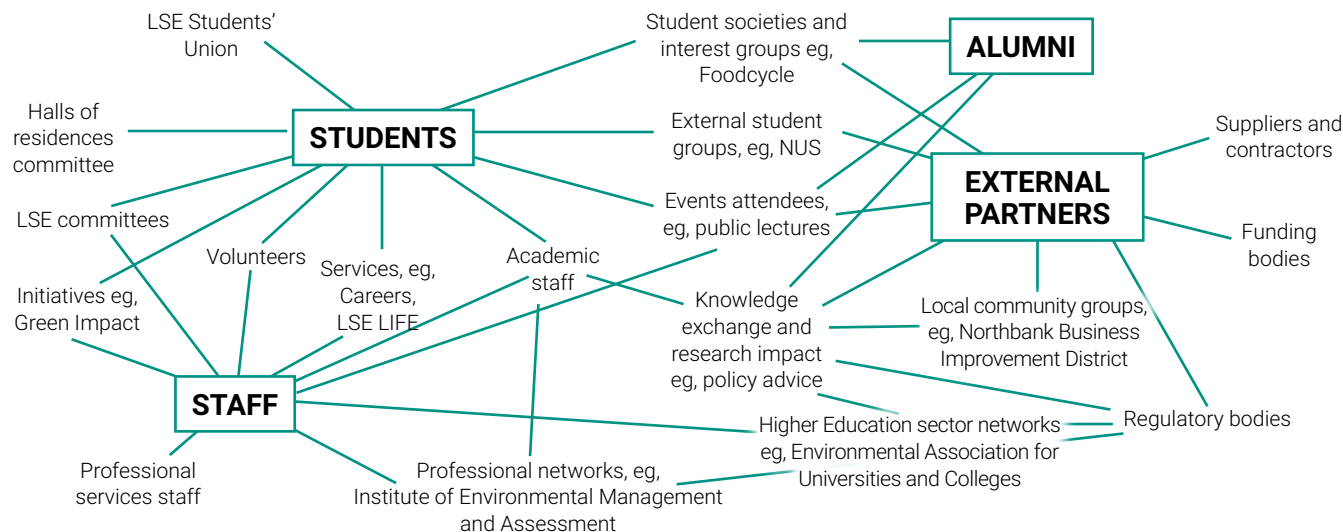 LSE Students’
Union
Student societies and
interest groups eg,
Foodcycle
ALUMNI
Halls of
residences
committee
STUDENTS
External student
groups, eg, NUS
Suppliers and
contractors
EXTERNAL
PARTNERS
LSE committees
Events attendees,
eg, public lectures
Volunteers
Services, eg,
Careers,
LSE LIFE
Academic
staff
Funding
bodies
Initiatives eg,
Green Impact
Knowledge
exchange and
research impact
eg, policy advice
Local community groups,
eg, Northbank Business
Improvement District
STAFF
Higher Education sector networks
eg, Environmental Association for
Universities and Colleges
Regulatory bodies
Professional
services staff
Professional networks, eg,
Institute of Environmental Management
and Assessment